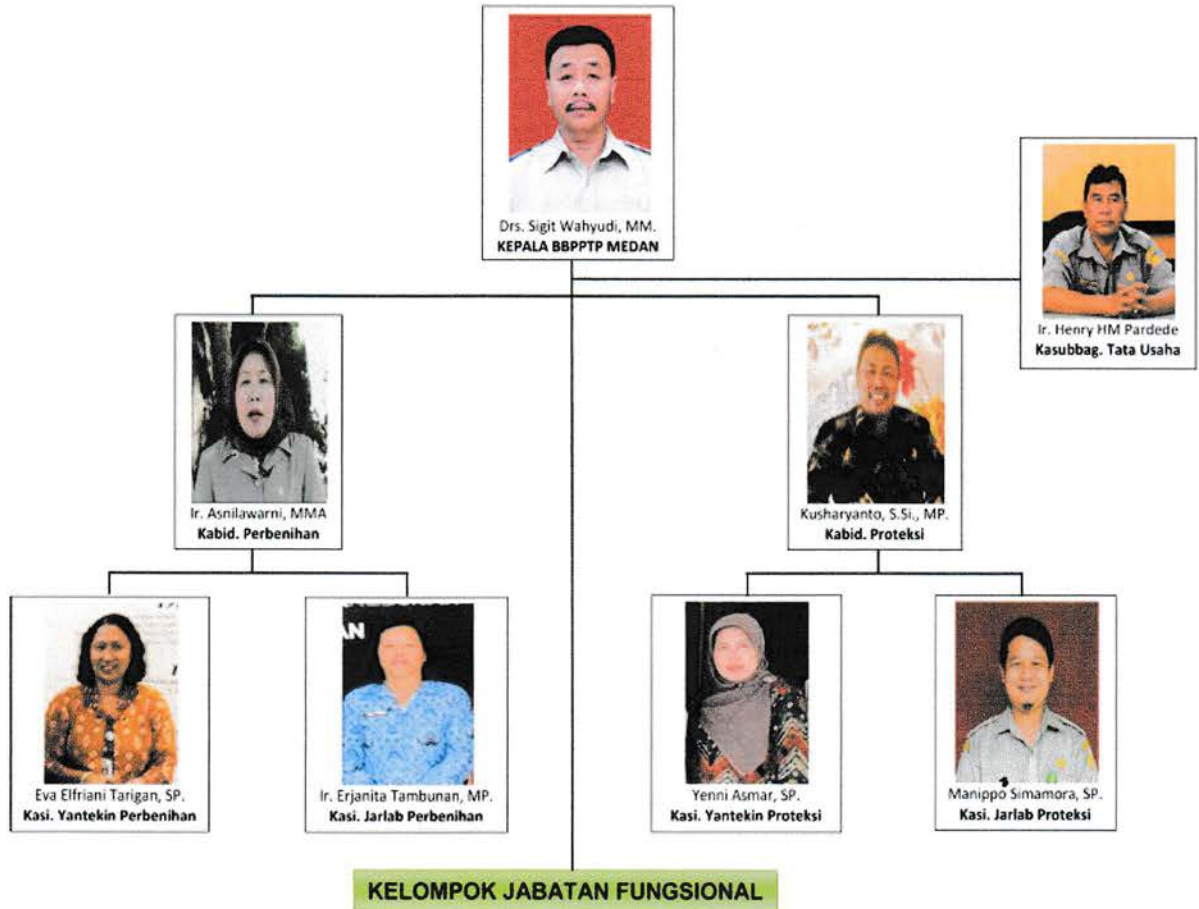 Drs. Sigit Wahyudi, MM.
KEPALA BBPPTP MEDAN
Ir. Henry HM Pardede
Kasubbag. Tata Usaha
Ir. Asnilawarni, MMA
Kabid. Perbenihan
Kusharyanto, S.Si., MP.
Kabid. Proteksi
AN
Eva Elfriani Tarigan, SP.
Kasi. Yantekin Perbenihan
Ir. Erjanita Tambunan, MP.
Kasi. Jarlab Perbenihan
Yenni Asmar, SP.
Kasi. Yantekin Proteksi
Manippo Simamora, SP.
Kasi. Jarlab Proteksi
KELOMPOK JABATAN FUNGSIONAL